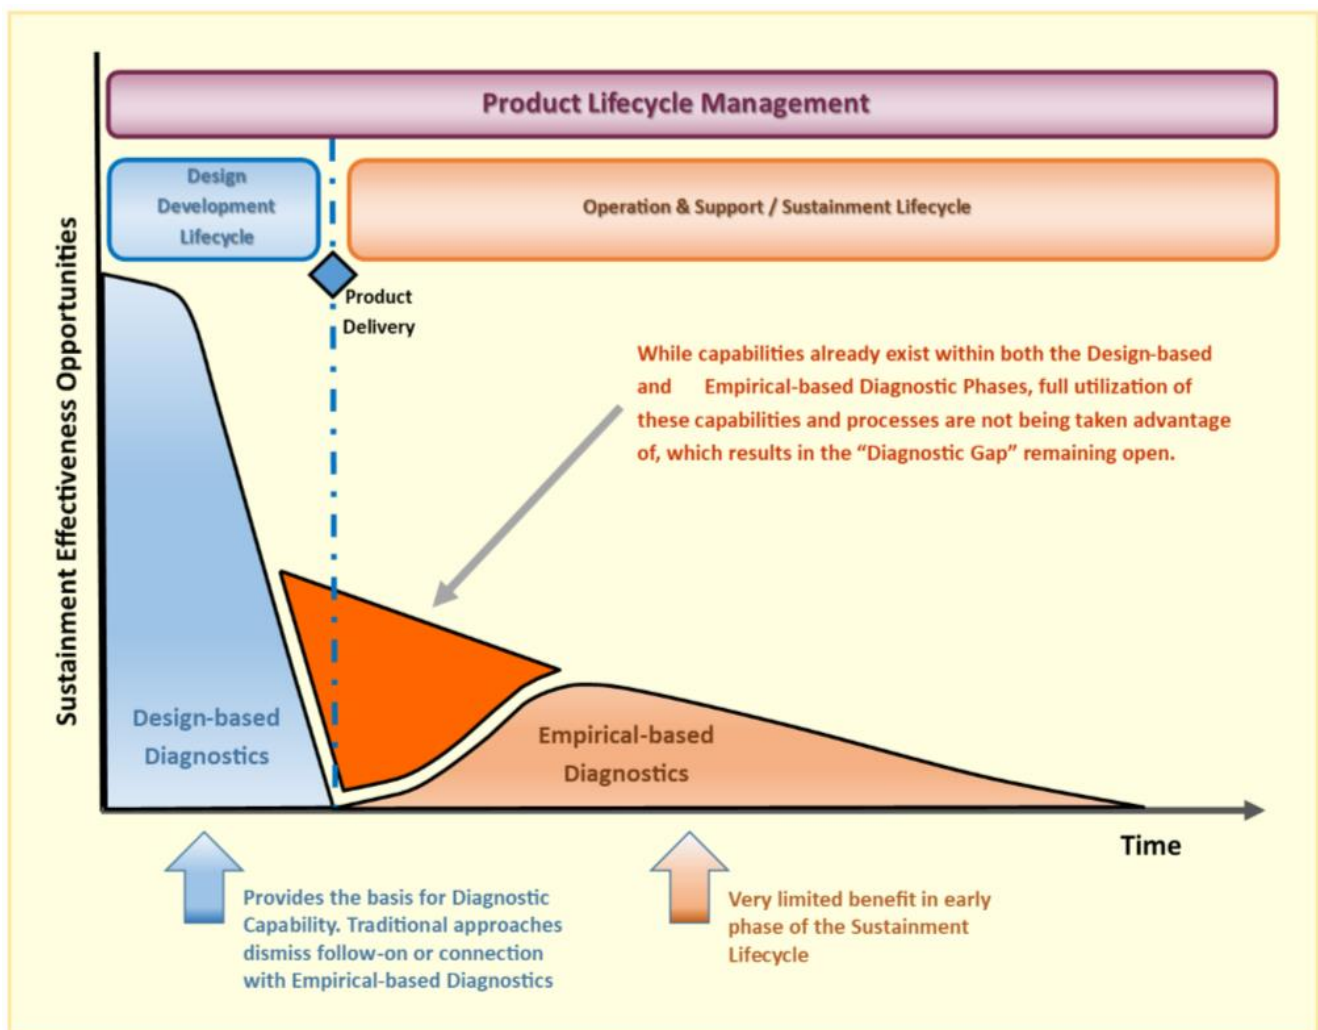 Product Lifecycle Management
Design
Development
Lifecycle
Operation & Support / Sustainment Lifecycle
Product
Delivery
Sustainment Effectiveness Opportunities
While capabilities already exist within both the Design-based
and Empirical-based Diagnostic Phases, full utilization of
these capabilities and processes are not being taken advantage
of, which results in the “Diagnostic Gap” remaining open.
Design-based
Diagnostics
Empirical-based
Diagnostics
Time
Provides the basis for Diagnostic
Capability. Traditional approaches
dismiss follow-on or connection
with Empirical-based Diagnostics
Very limited benefit in early
phase of the Sustainment
Lifecycle